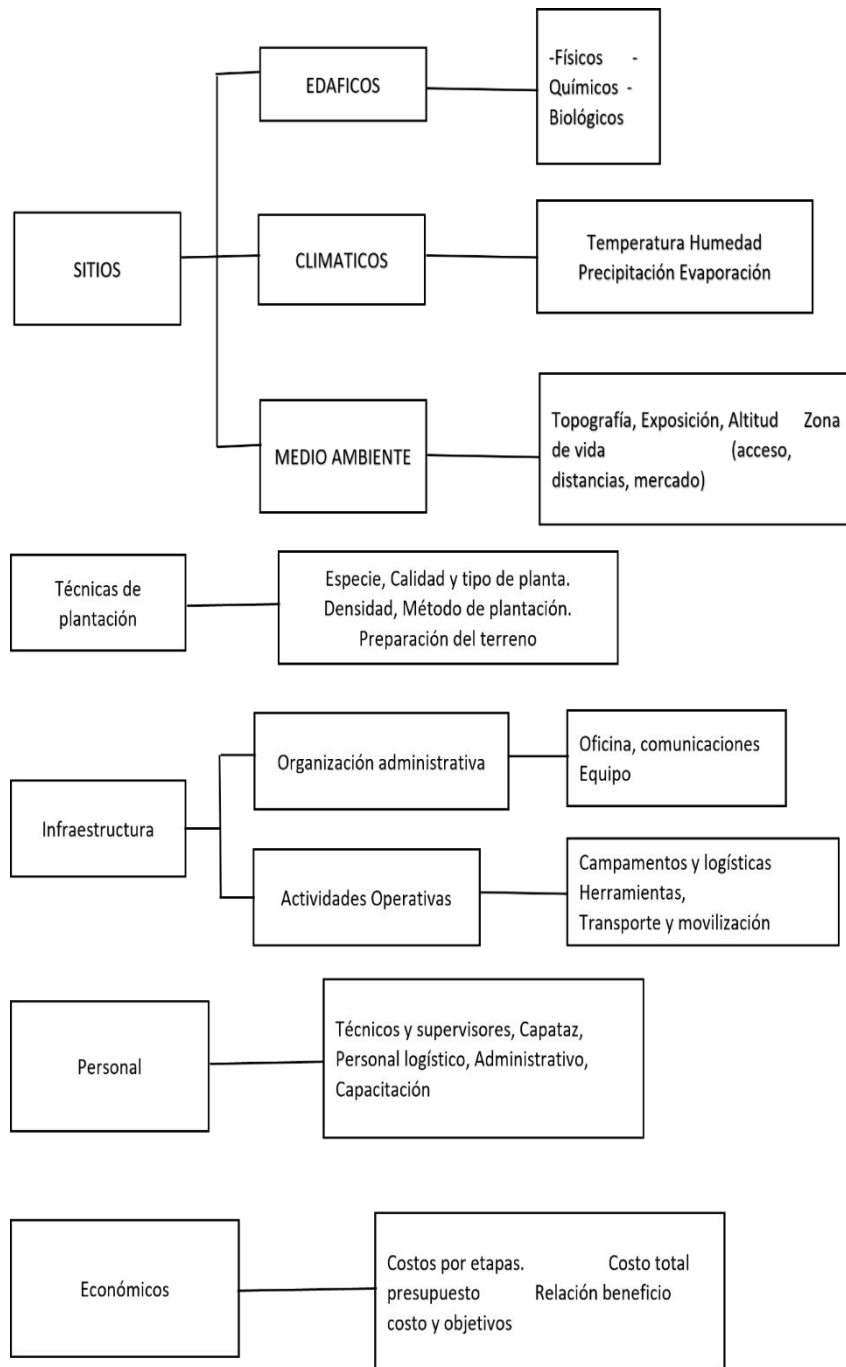 EDAFICOS
-Físicos -
Químicos -
Biológicos
SITIOS
CLIMATICOS
Temperatura Humedad
Precipitación Evaporación
MEDIO AMBIENTE
Topografía, Exposición, Altitud Zona
de vida (acceso,
distancias, mercado)
Técnicas de
plantación
Especie, Calidad y tipo de planta.
Densidad, Método de plantación.
Preparación del terreno
Infraestructura
Organización administrativa
Oficina, comunicaciones
Equipo
Actividades Operativas
Campamentos y logísticas
Herramientas,
Transporte y movilización
Personal
Técnicos y supervisores, Capataz,
Personal logístico, Administrativo,
Capacitación
Económicos
Costos por etapas. Costo total
presupuesto Relación beneficio
costo y objetivos